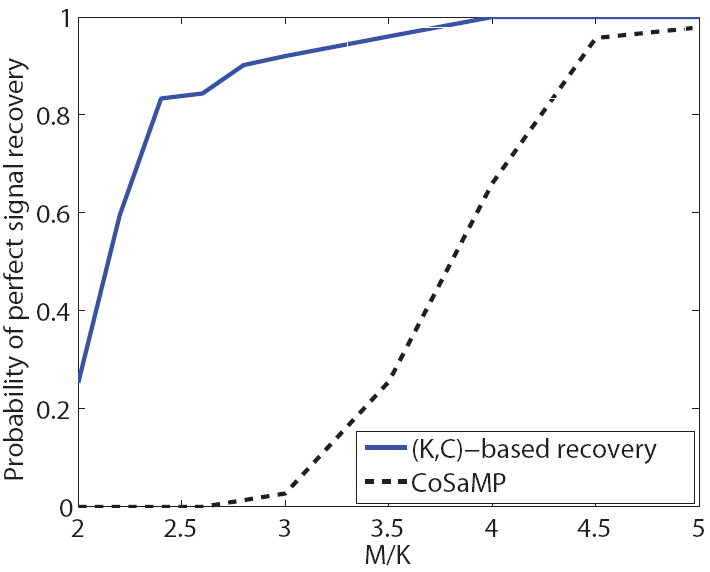 1
0.8
0.6
0.4
0.2
0
Probability of perfect signal recovery
(K,C)−based recovery
CoSaMP
2 2.5 3 3.5 4 4.5 5
M/K